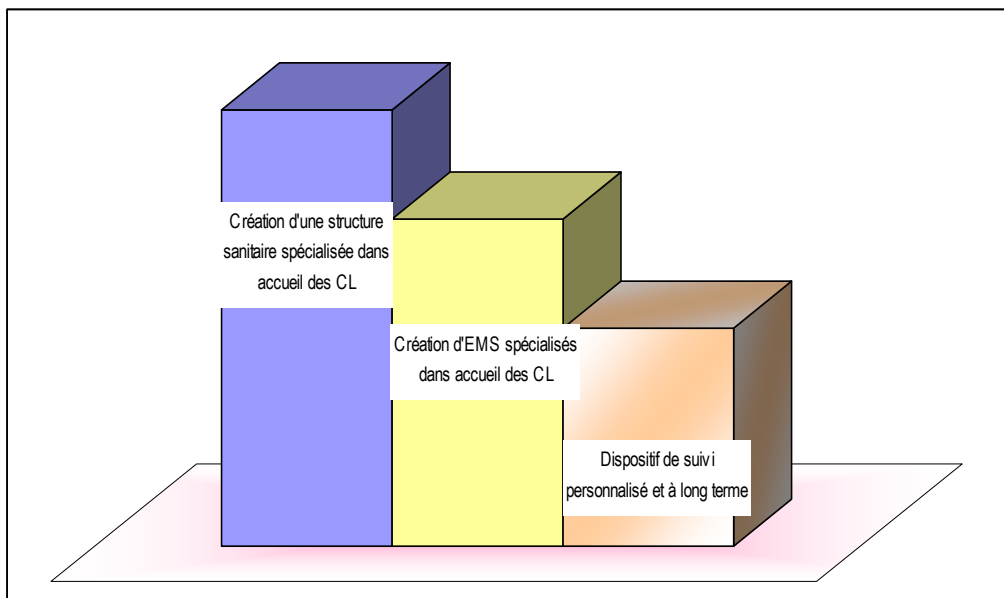 Création d'une structure
sanitaire spécialisée dans
accueil des CL
Création d'EMS spécialisés
dans accueil des CL
Dispositif de suivi
personnalisé et à long terme